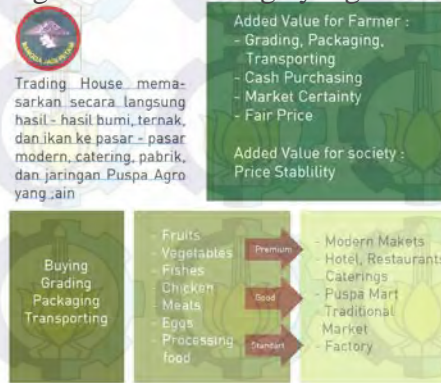 Trading House mema-
sarkan secara langsung
hasil - hasil bumi, ternak,
dan ikan ke pasar - pasar
modern, catering, pabrik,
dan jaringan Puspa Agro
yang ,ain
Added Value for Farmer :
- Grading, Packaging,
Transporting
- Cash Purchasing
- Market Certainty
- Fair Price
Added Value for society :
Price Stablility
Buying
Grading
Packaging
Transporting
- Fruits
- Vegetables
- Fishes
- Chicken
- Meats
- Eggs
- Processing
food
Premium
Good
Standart
- Modern Makets
- Hotel, Restaurants
Caterings
- Puspa Mart
- Traditional
Market
- Factory